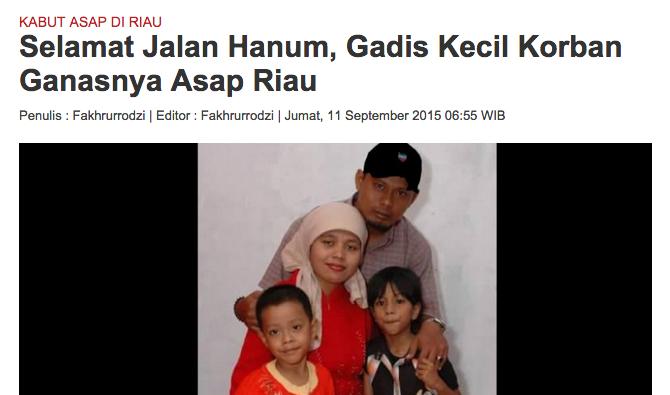 KABUT ASAP DI RIAU
Selamat Jalan Hanum, Gadis Kecil Korban
Ganasnya Asap Riau
Penulis : Fakhrurrodzi | Editor : Fakhrurrodzi | Jumat, 11 September 2015 06:55 WIB